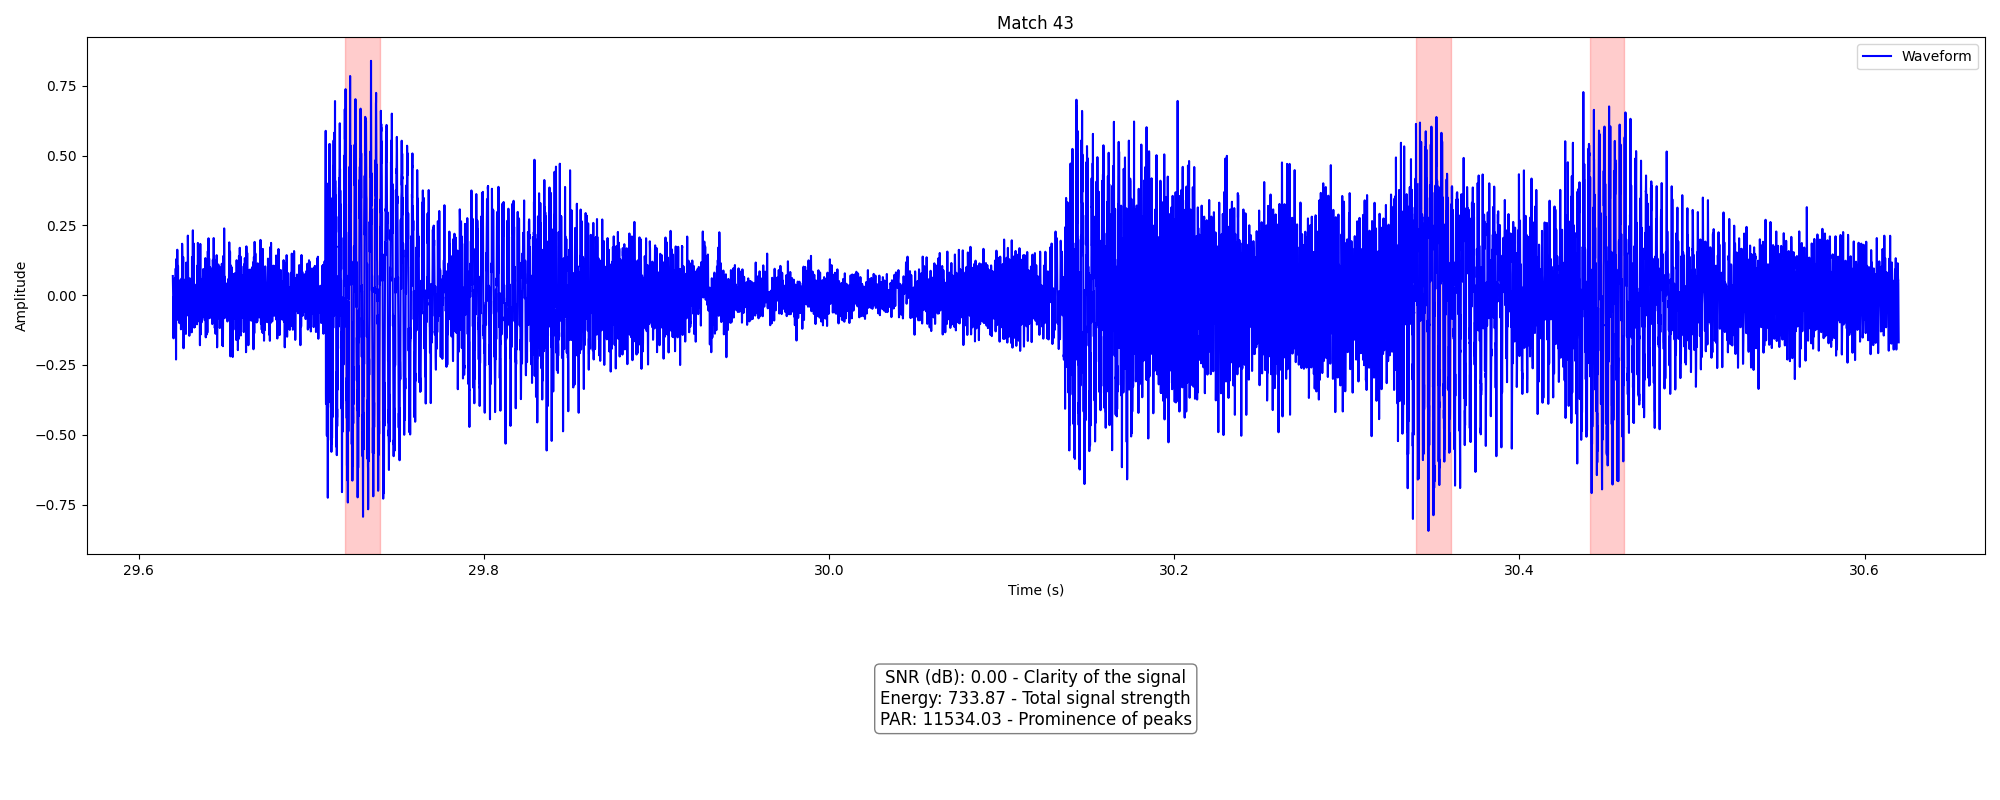 Match 43
Waveform
0.75
0.50
0.25
0.00
−0.25
−0.50
−0.75
Amplitude
29.6 29.8 30.0 30.2 30.4 30.6
Time (s)
SNR (dB): 0.00 - Clarity of the signal
Energy: 733.87 - Total signal strength
PAR: 11534.03 - Prominence of peaks